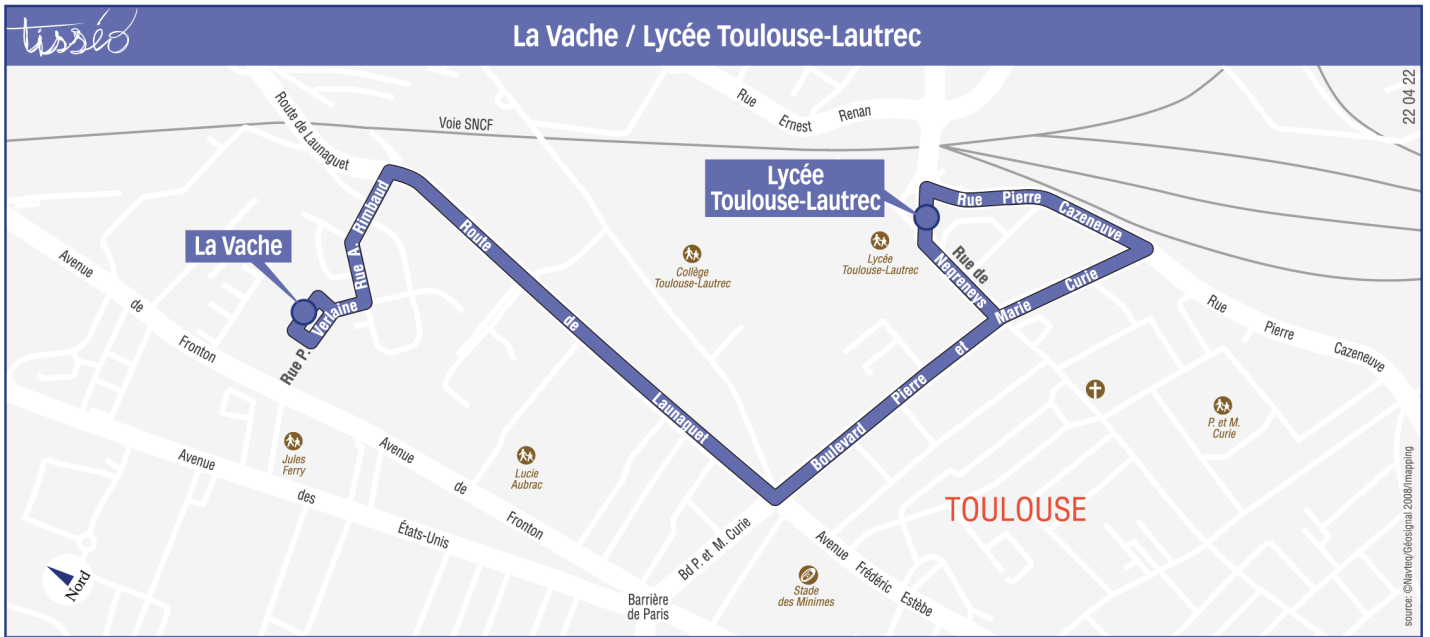 tisséo
La Vache / Lycée Toulouse-Lautrec
22 04 22
Route de Launaguet
Voie SNCF
Rue
Ernest
Renan
Lycée
Toulouse-Lautrec
Rue Pierre Cazeneuve
La Vache
Rue A. Rimbaud
Route
de
Launaguet
Collège
Toulouse-Lautrec
Lycée
Toulouse-Lautrec
Rue de
Negreneys
Boulevard Pierre et Marie Curie
Verlaine
Rue P.
Avenue
de
Fronton
Rue
Pierre
Cazeneuve
P. et M.
Curie
Jules
Ferry
Avenue
de
Fronton
Lucie
Aubrac
Avenue
des
États-Unis
TOULOUSE
Bd P. et M. Curie
Avenue
Frédéric
Estèbe
Stade
des Minimes
Barrière
de Paris
Nord
source: ©Navteq/Géosignal 2008/Imapping